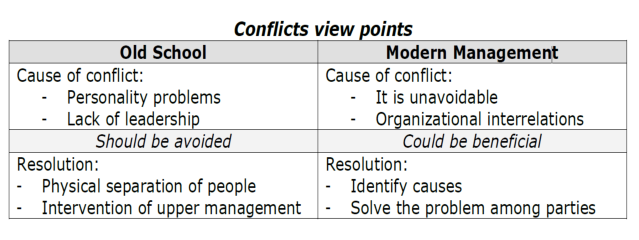 Conflicts view points
Old School
Modern Management
Cause of conflict:
- Personality problems
- Lack of leadership
Cause of conflict:
- It is unavoidable
- Organizational interrelations
Should be avoided
Could be beneficial
Resolution:
- Physical separation of people
- Intervention of upper management
Resolution:
- Identify causes
- Solve the problem among parties